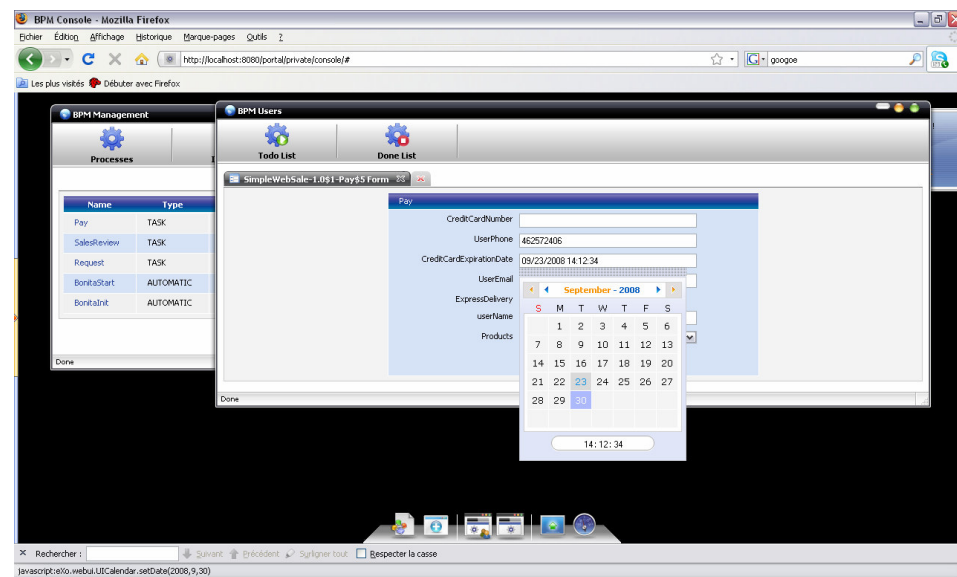 BPM Console - Mozilla Firefox
Fichier Édition Affichage Historique Marque-pages Outils ?
http://localhost:8080/portal/private/console/#
googoe
Les plus visités Débuter avec Firefox
BPM Management
BPM Users
Processes
Todo List Done List
SimpleWebSale-1.0$1-Pay$5 Form
Name Type
Pay TASK
SalesReview TASK
Request TASK
BonitaStart AUTOMATIC
BonitaInit AUTOMATIC
Done
Pay
CreditCardNumber
UserPhone 462572406
CreditCardExpirationDate 09/23/2008 14:12:34
UserEmail
ExpressDelivery
userName
Products
September - 2008
S M T W T F S
1 2 3 4 5 6
7 8 9 10 11 12 13
14 15 16 17 18 19 20
21 22 23 24 25 26 27
28 29 30
14:12:34
Done
Rechercher : Suivant Précédent Surligner tout Respecter la casse
javascript:eXo.webui.UICalendar.setDate(2008,9,30)